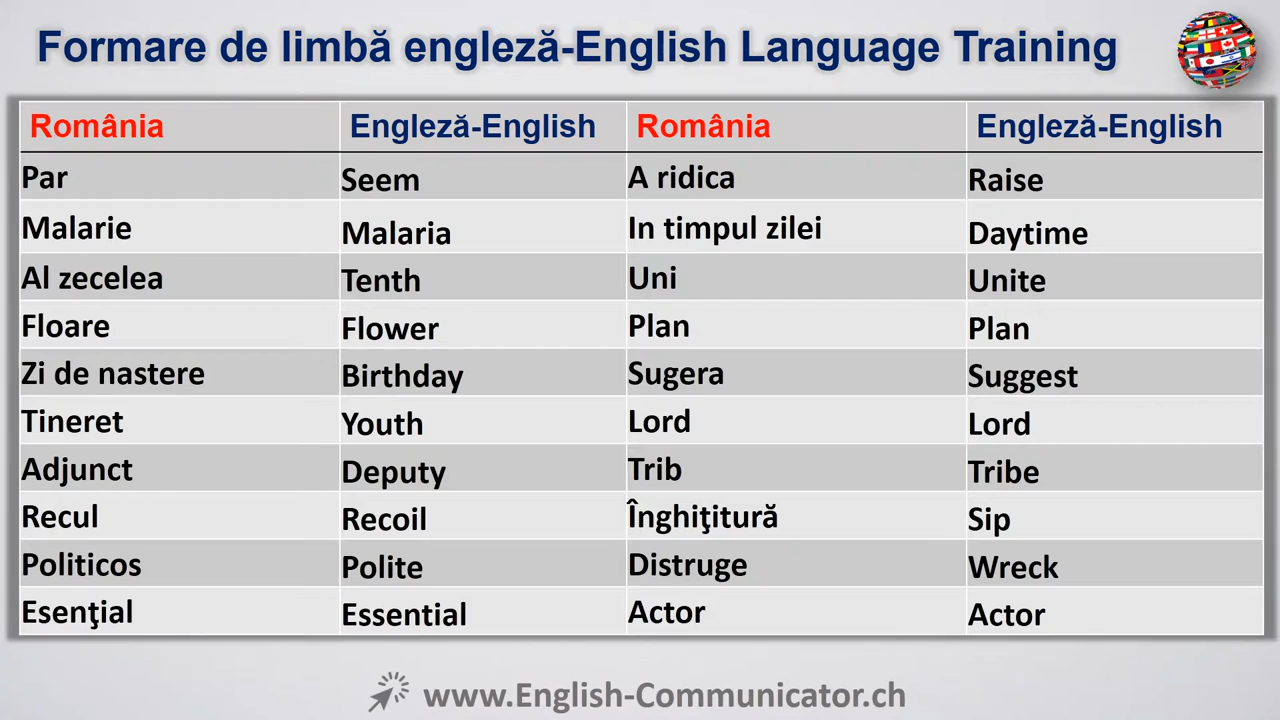 Formare de limbă engleză-English Language Training
România Engleză-English România Engleză-English
Par Seem A ridica Raise
Malarie Malaria In timpul zilei Daytime
Al zecelea Tenth Uni Unite
Floare Flower Plan Plan
Zi de nastere Birthday Sugera Suggest
Tineret Youth Lord Lord
Adjunct Deputy Trib Tribe
Recul Recoil Înghiţitură Sip
Politicos Polite Distruge Wreck
Esenţial Essential Actor Actor
www.English-Communicator.ch